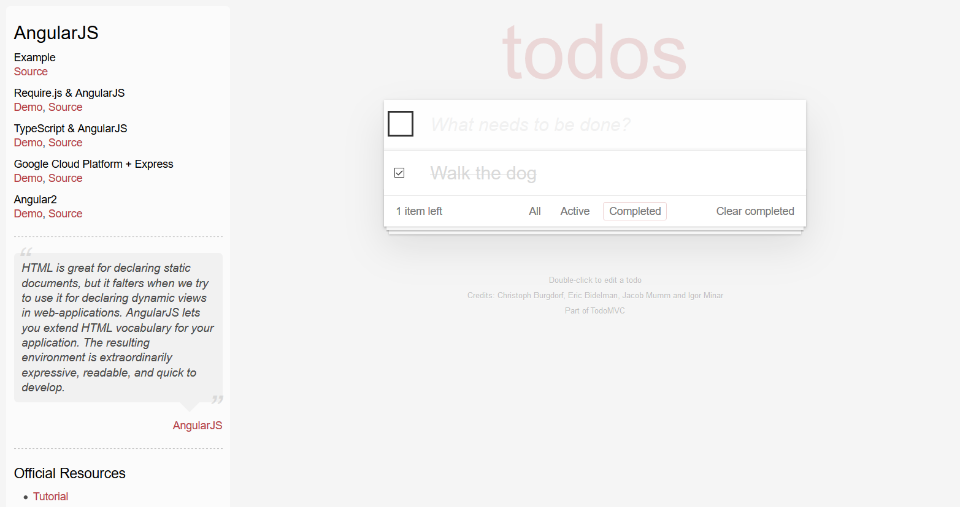 AngularJS
Example
Source
Require.js & AngularJS
Demo, Source
TypeScript & AngularJS
Demo, Source
Google Cloud Platform + Express
Demo, Source
Angular2
Demo, Source
“
HTML is great for declaring static
documents, but it falters when we try
to use it for declaring dynamic views
in web-applications. AngularJS lets
you extend HTML vocabulary for your
application. The resulting
environment is extraordinarily
expressive, readable, and quick to
develop.
”
AngularJS
Official Resources
• Tutorial
todos
What needs to be done?
Walk the dog
1 item left
All
Active
Completed
Clear completed
Double-click to edit a todo
Credits: Christoph Burgdorf, Eric Bidelman, Jacob Mumm and Igor Minar
Part of TodoMVC